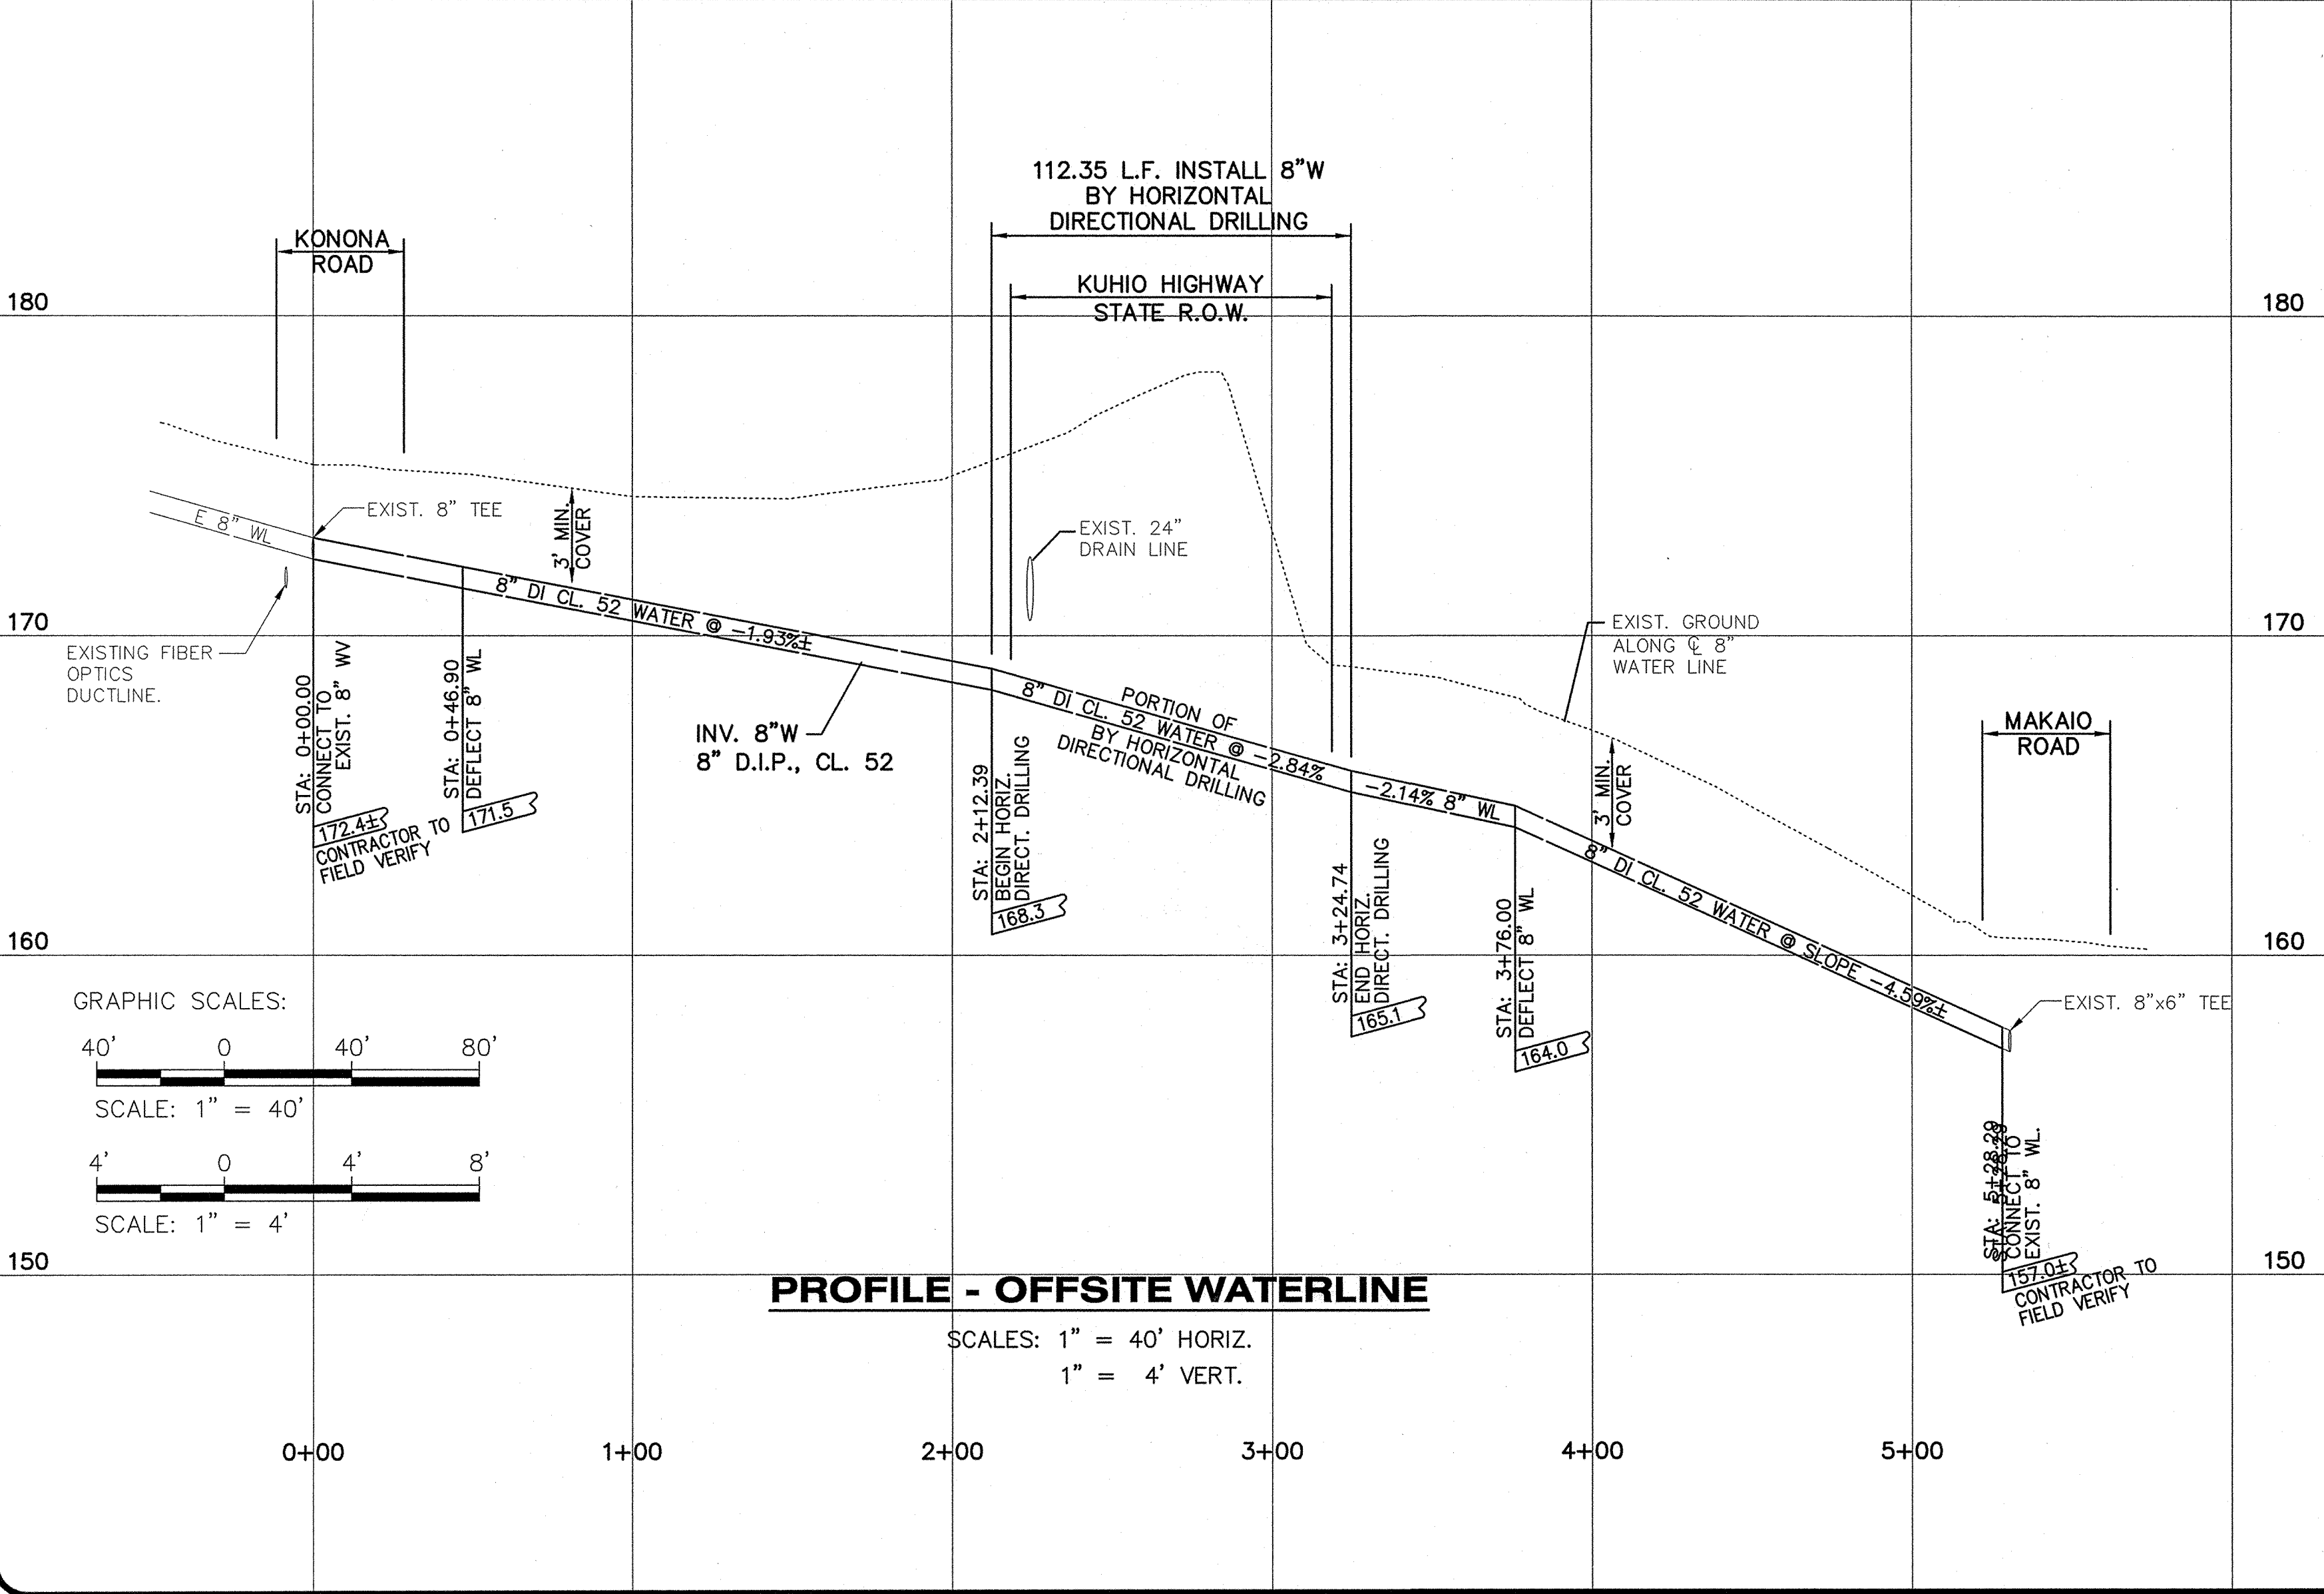 112.35 L.F. INSTALL 8"W
BY HORIZONTAL
DIRECTIONAL DRILLING
KONONA
ROAD
KUHIO HIGHWAY
STATE R.O.W.
180
180
EXIST. 8" TEE
E 8" WL
3' MIN.
COVER
EXIST. 24"
DRAIN LINE
8" DI CL. 52 WATER @ -1.93%±
170
170
EXISTING FIBER
OPTICS
DUCTLINE.
EXIST. GROUND
ALONG ℄ 8"
WATER LINE
STA: 0+00.00
CONNECT TO
EXIST. 8" WV
172.4±
CONTRACTOR TO
FIELD VERIFY
STA: 0+46.90
DEFLECT 8" WL
171.5
INV. 8"W
8" D.I.P., CL. 52
PORTION OF
8" DI CL. 52 WATER @ -2.84%
BY HORIZONTAL
DIRECTIONAL DRILLING
STA: 2+12.39
BEGIN HORIZ.
DIRECT. DRILLING
168.3
-2.14% 8" WL
STA: 3+24.74
END HORIZ.
DIRECT. DRILLING
165.1
STA: 3+76.00
DEFLECT 8" WL
164.0
3' MIN.
COVER
MAKAIO
ROAD
8" DI CL. 52 WATER @ SLOPE -4.59%±
160
160
EXIST. 8"x6" TEE
GRAPHIC SCALES:
40' 0 40' 80'
SCALE: 1" = 40'
4' 0 4' 8'
SCALE: 1" = 4'
STA: 5+28.29
CONNECT TO
EXIST. 8" WL.
157.0±
CONTRACTOR TO
FIELD VERIFY
150
150
PROFILE - OFFSITE WATERLINE
SCALES: 1" = 40' HORIZ.
1" = 4' VERT.
0+00 1+00 2+00 3+00 4+00 5+00